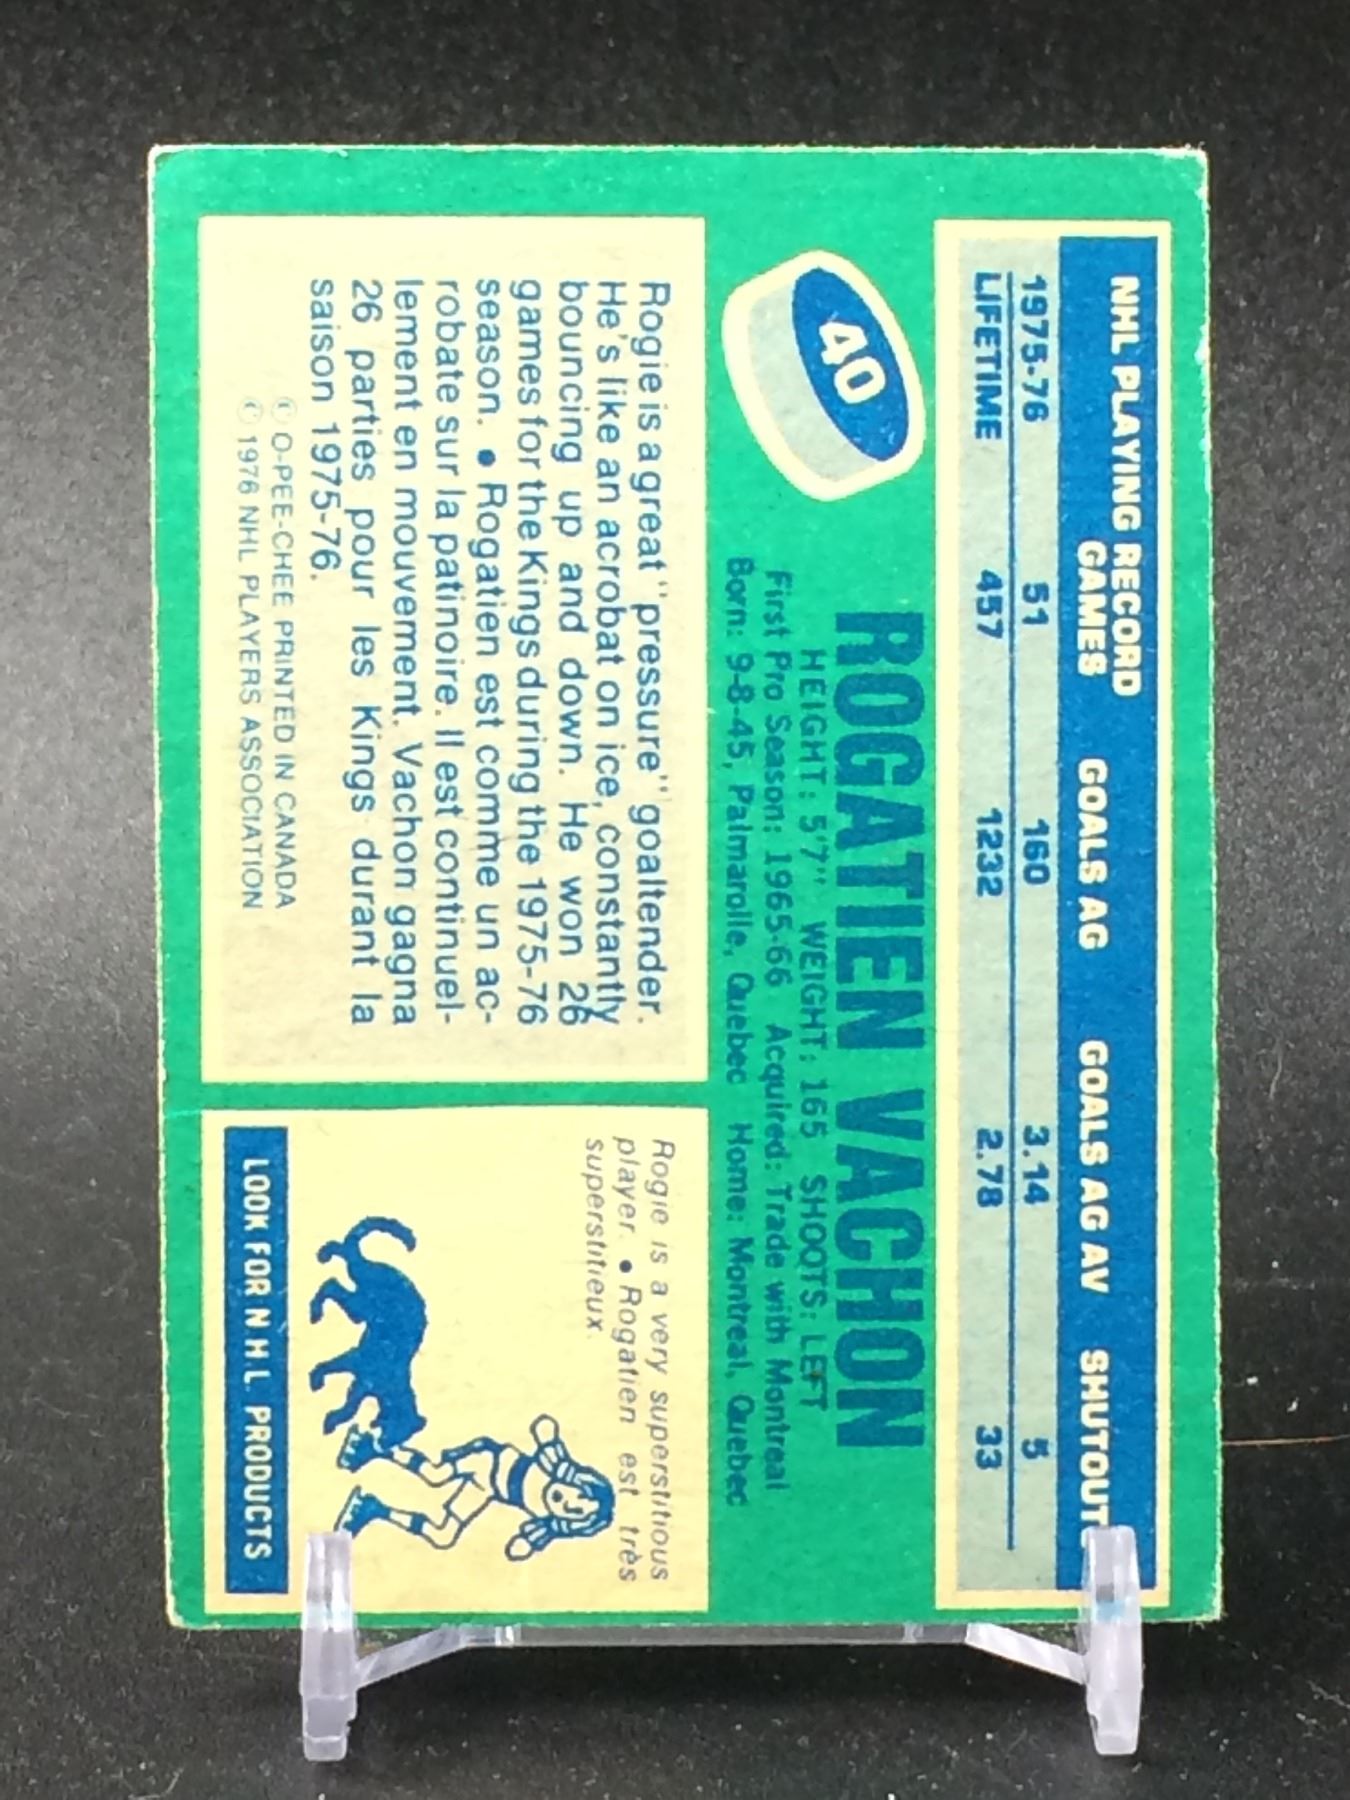 NHL PLAYING RECORD
GAMES GOALS AG GOALS AG AV SHUTOUTS
1975-76 51 160 3.14 5
LIFETIME 457 1232 2.78 33
40
ROGATIEN VACHON
HEIGHT: 5'7" WEIGHT: 165 SHOOTS: LEFT
First Pro Season: 1965-66 Acquired: Trade with Montreal
Born: 9-8-45, Palmarolle, Quebec Home: Montreal, Quebec
Rogie is a great "pressure" goaltender.
He's like an acrobat on ice, constantly
bouncing up and down. He won 26
games for the Kings during the 1975-76
season. ● Rogatien est comme un ac-
robate sur la patinoire. Il est continuel-
lement en mouvement. Vachon gagna
26 parties pour les Kings durant la
saison 1975-76.
© O-PEE-CHEE PRINTED IN CANADA
© 1976 NHL PLAYERS ASSOCIATION
Rogie is a very superstitious
player. ● Rogatien est très
superstitieux.
LOOK FOR N.H.L. PRODUCTS